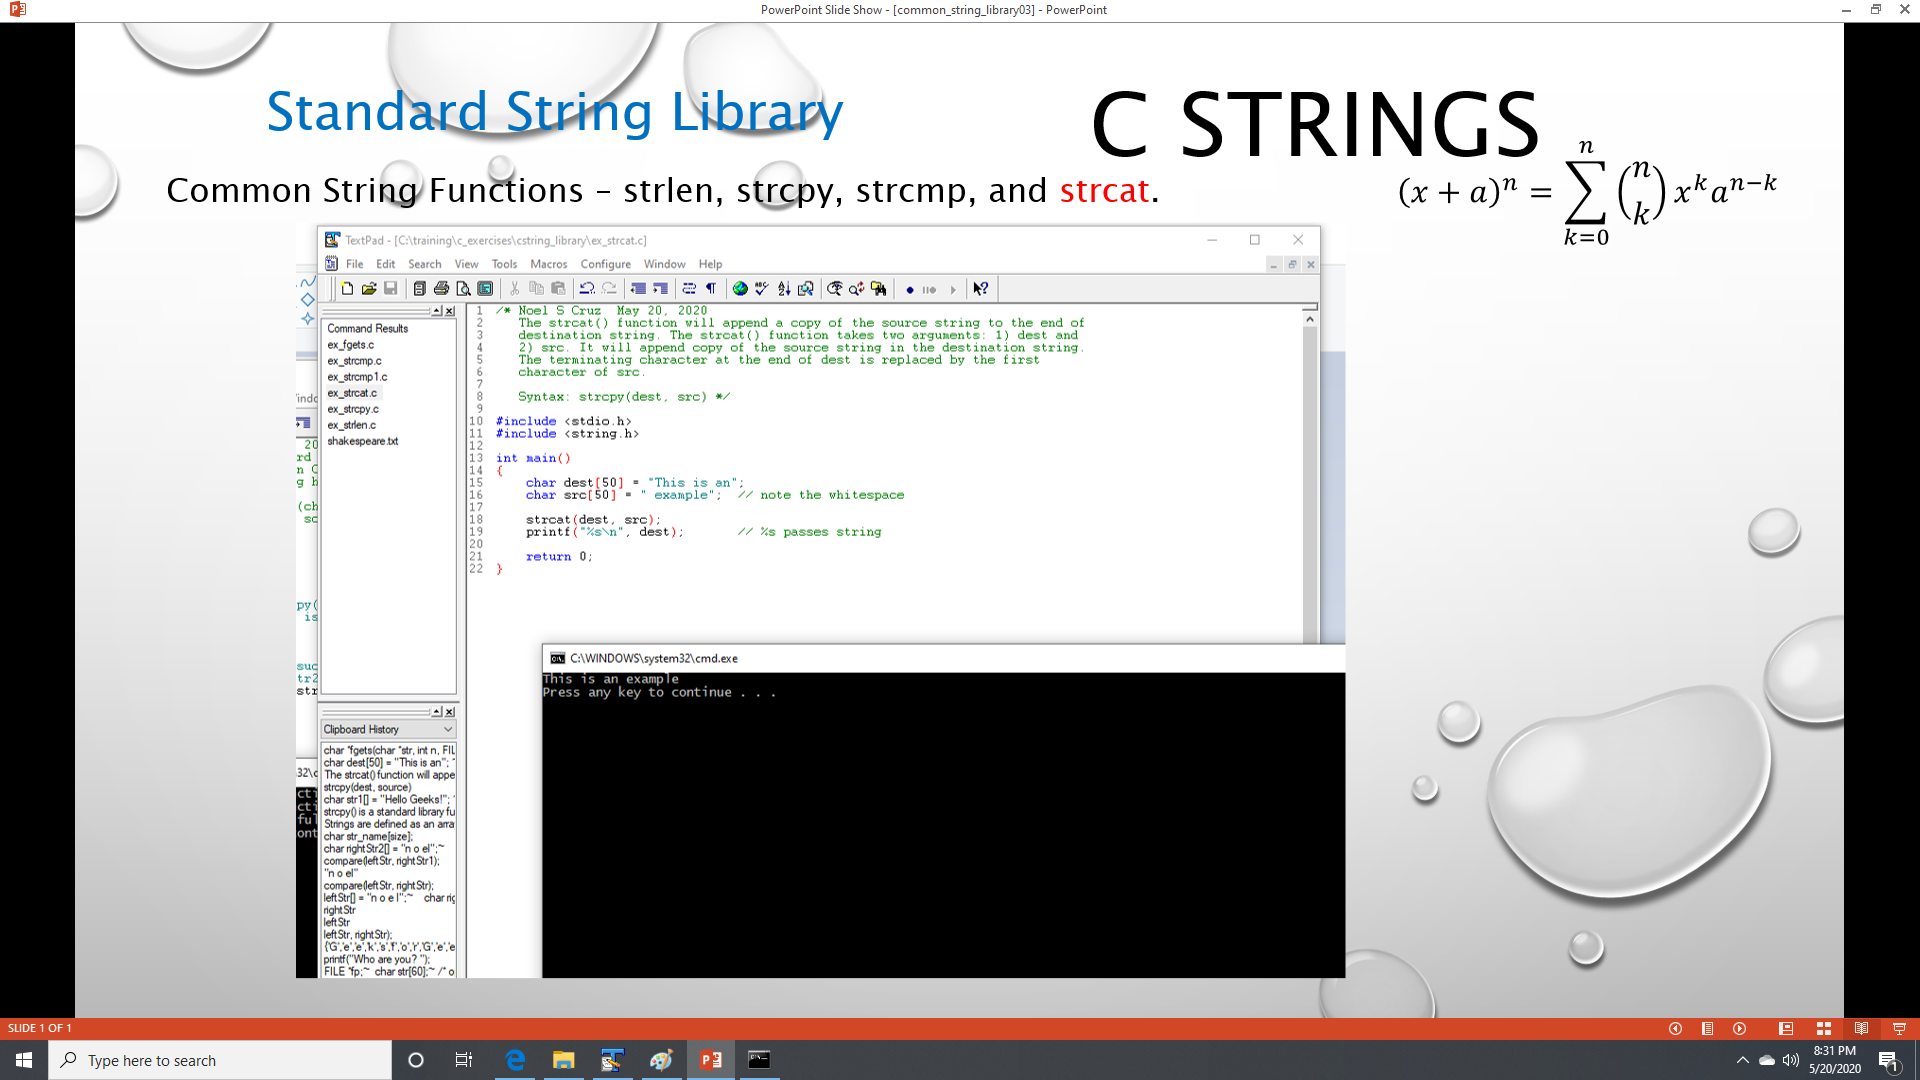 PowerPoint Slide Show - [common_string_library03] - PowerPoint
Standard String Library
C STRINGS
Common String Functions – strlen, strcpy, strcmp, and strcat.
(x + a)^n = ∑_{k=0}^{n} (n k) x^k a^{n−k}
TextPad - [C:\training\c_exercises\cstring_library\ex_strcat.c]
File Edit Search View Tools Macros Configure Window Help
Command Results
ex_fgets.c
ex_strcmp.c
ex_strcmp1.c
ex_strcat.c
ex_strcpy.c
ex_strlen.c
shakespeare.txt
1 /* Noel S Cruz  May 20, 2020
2 The strcat() function will append a copy of the source string to the end of
3 destination string. The strcat() function takes two arguments: 1) dest and
4 2) src. It will append copy of the source string in the destination string.
5 The terminating character at the end of dest is replaced by the first
6 character of src.
7
8 Syntax: strcpy(dest, src) */
9
10 #include <stdio.h>
11 #include <string.h>
12
13 int main()
14 {
15 char dest[50] = "This is an";
16 char src[50] = " example";  // note the whitespace
17
18 strcat(dest, src);
19 printf("%s\n", dest);  // %s passes string
20
21 return 0;
22 }
Clipboard History
char *fgets(char *str, int n, FIL
char dest[50] = "This is an";
The strcat() function will appe
strcpy(dest, source)
char str1[] = "Hello Geeks!";
strcpy() is a standard library fu
Strings are defined as an arra
char str_name[size];
char rightStr2[] = "n o el";~
compare(leftStr, rightStr1);
"n o el"
compare(leftStr, rightStr);
leftStr[] = "n o e l";~ char rig
rightStr
leftStr
leftStr, rightStr);
{'G','e','e','k','s','f','o','r','G','e','e
printf("Who are you? ");
FILE *fp;~ char str[60];~ /* o
C:\WINDOWS\system32\cmd.exe
This is an example
Press any key to continue . . .
SLIDE 1 OF 1
Type here to search
8:31 PM
5/20/2020
1